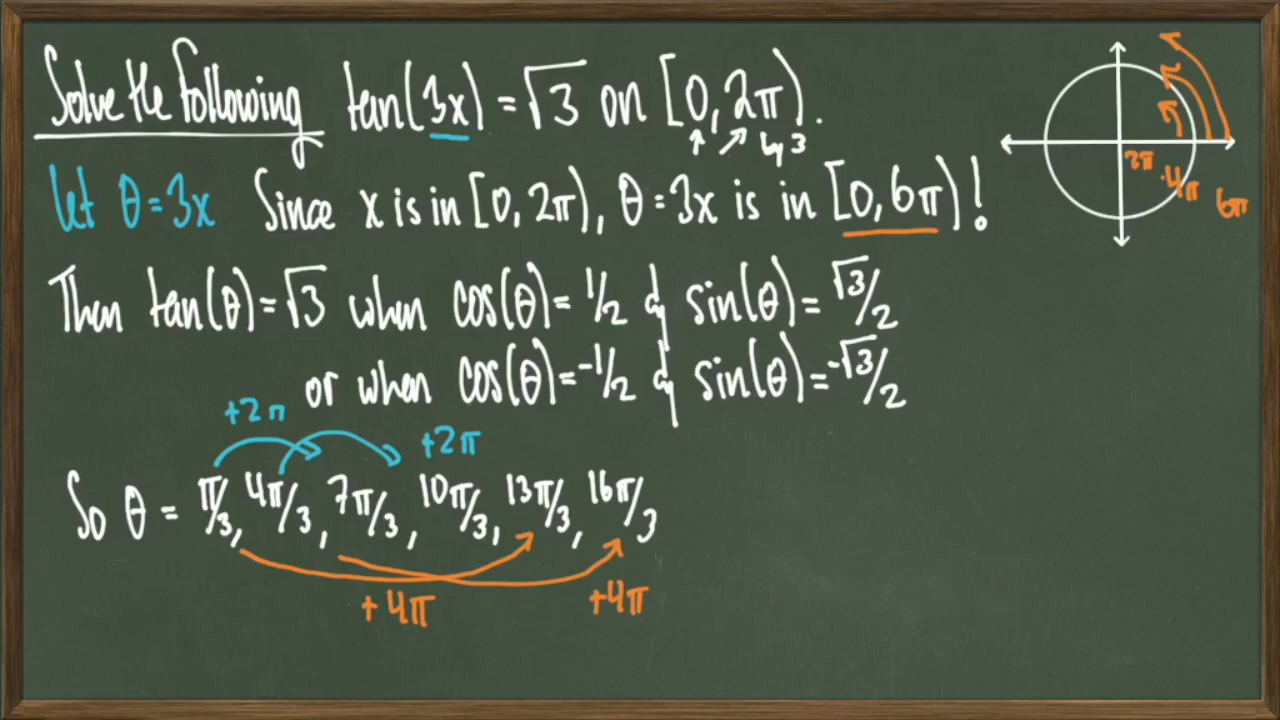 Solve the Following tan(3x) = √3 on [0, 2π).
by 3
2π 4π 6π
Let θ = 3x Since x is in [0, 2π), θ = 3x is in [0, 6π)!
Then tan(θ) = √3 when cos(θ) = 1/2 & sin(θ) = √3/2
or when cos(θ) = -1/2 & sin(θ) = -√3/2
+2π +2π
So θ = π/3, 4π/3, 7π/3, 10π/3, 13π/3, 16π/3
+4π +4π